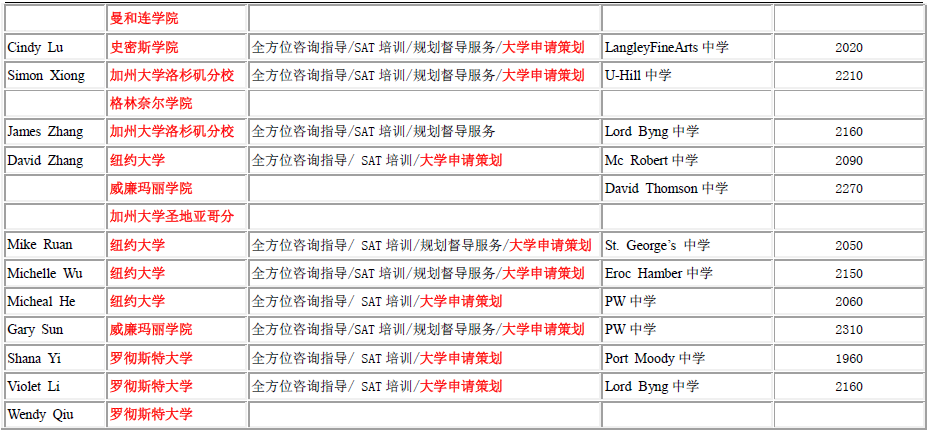 曼和连学院
Cindy Lu 史密斯学院 全方位咨询指导/SAT 培训/规划督导服务/大学申请策划 LangleyFineArts 中学 2020
Simon Xiong 加州大学洛杉矶分校 全方位咨询指导/SAT 培训/规划督导服务/大学申请策划 U-Hill 中学 2210
格林奈尔学院
James Zhang 加州大学洛杉矶分校 全方位咨询指导/SAT 培训/规划督导服务 Lord Byng 中学 2160
David Zhang 纽约大学 全方位咨询指导/ SAT 培训/大学申请策划 Mc Robert 中学 2090
威廉玛丽学院 David Thomson 中学 2270
加州大学圣地亚哥分
Mike Ruan 纽约大学 全方位咨询指导/ SAT 培训/规划督导服务/大学申请策划 St. George’s 中学 2050
Michelle Wu 纽约大学 全方位咨询指导/SAT 培训/规划督导服务/大学申请策划 Eroc Hamber 中学 2150
Micheal He 纽约大学 全方位咨询指导/ SAT 培训/大学申请策划 PW 中学 2060
Gary Sun 威廉玛丽学院 全方位咨询指导/SAT 培训/规划督导服务/大学申请策划 PW 中学 2310
Shana Yi 罗彻斯特大学 全方位咨询指导/ SAT 培训/大学申请策划 Port Moody 中学 1960
Violet Li 罗彻斯特大学 全方位咨询指导/ SAT 培训/大学申请策划 Lord Byng 中学 2160
Wendy Qiu 罗彻斯特大学